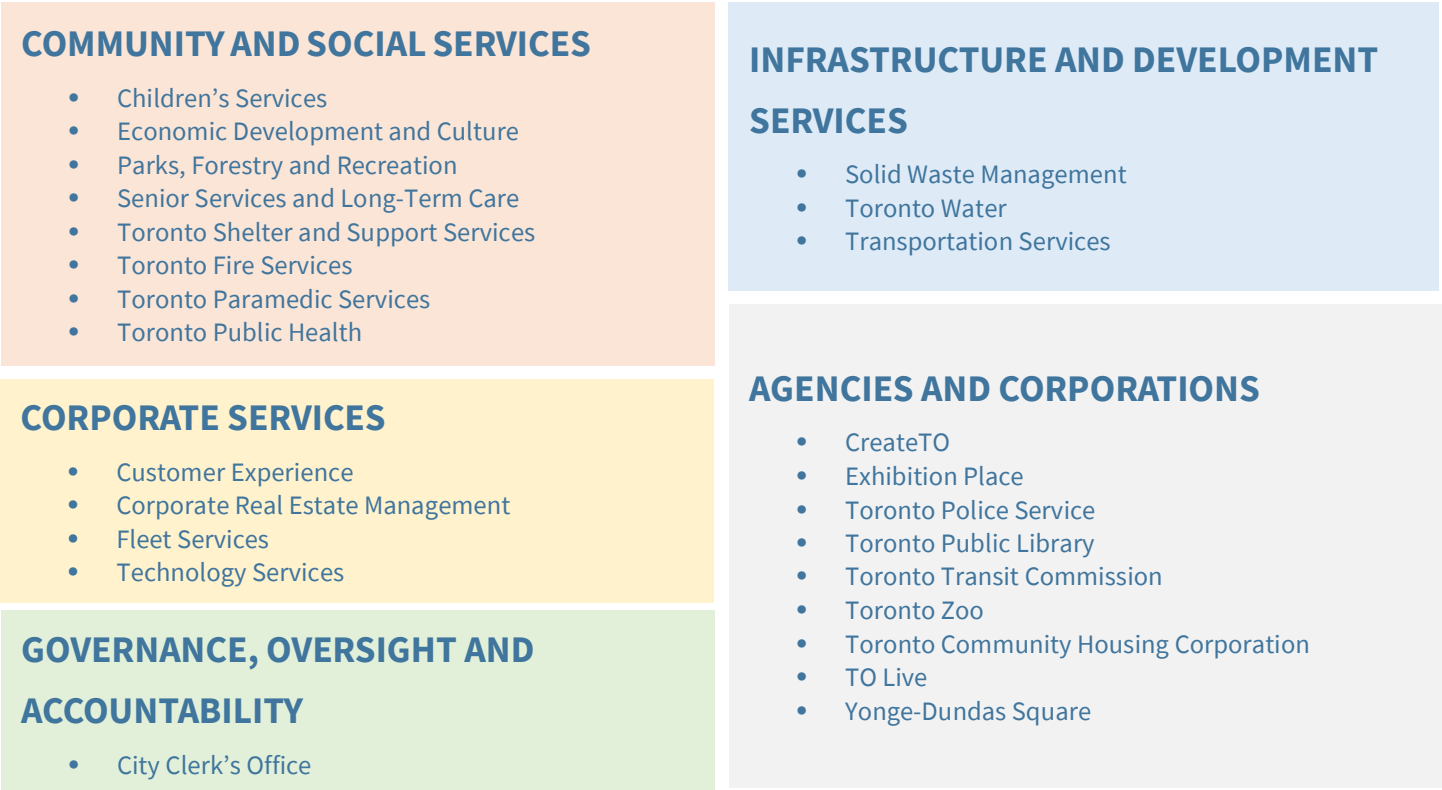 COMMUNITY AND SOCIAL SERVICES
• Children’s Services
• Economic Development and Culture
• Parks, Forestry and Recreation
• Senior Services and Long-Term Care
• Toronto Shelter and Support Services
• Toronto Fire Services
• Toronto Paramedic Services
• Toronto Public Health
CORPORATE SERVICES
• Customer Experience
• Corporate Real Estate Management
• Fleet Services
• Technology Services
GOVERNANCE, OVERSIGHT AND
ACCOUNTABILITY
• City Clerk’s Office
INFRASTRUCTURE AND DEVELOPMENT
SERVICES
• Solid Waste Management
• Toronto Water
• Transportation Services
AGENCIES AND CORPORATIONS
• CreateTO
• Exhibition Place
• Toronto Police Service
• Toronto Public Library
• Toronto Transit Commission
• Toronto Zoo
• Toronto Community Housing Corporation
• TO Live
• Yonge-Dundas Square